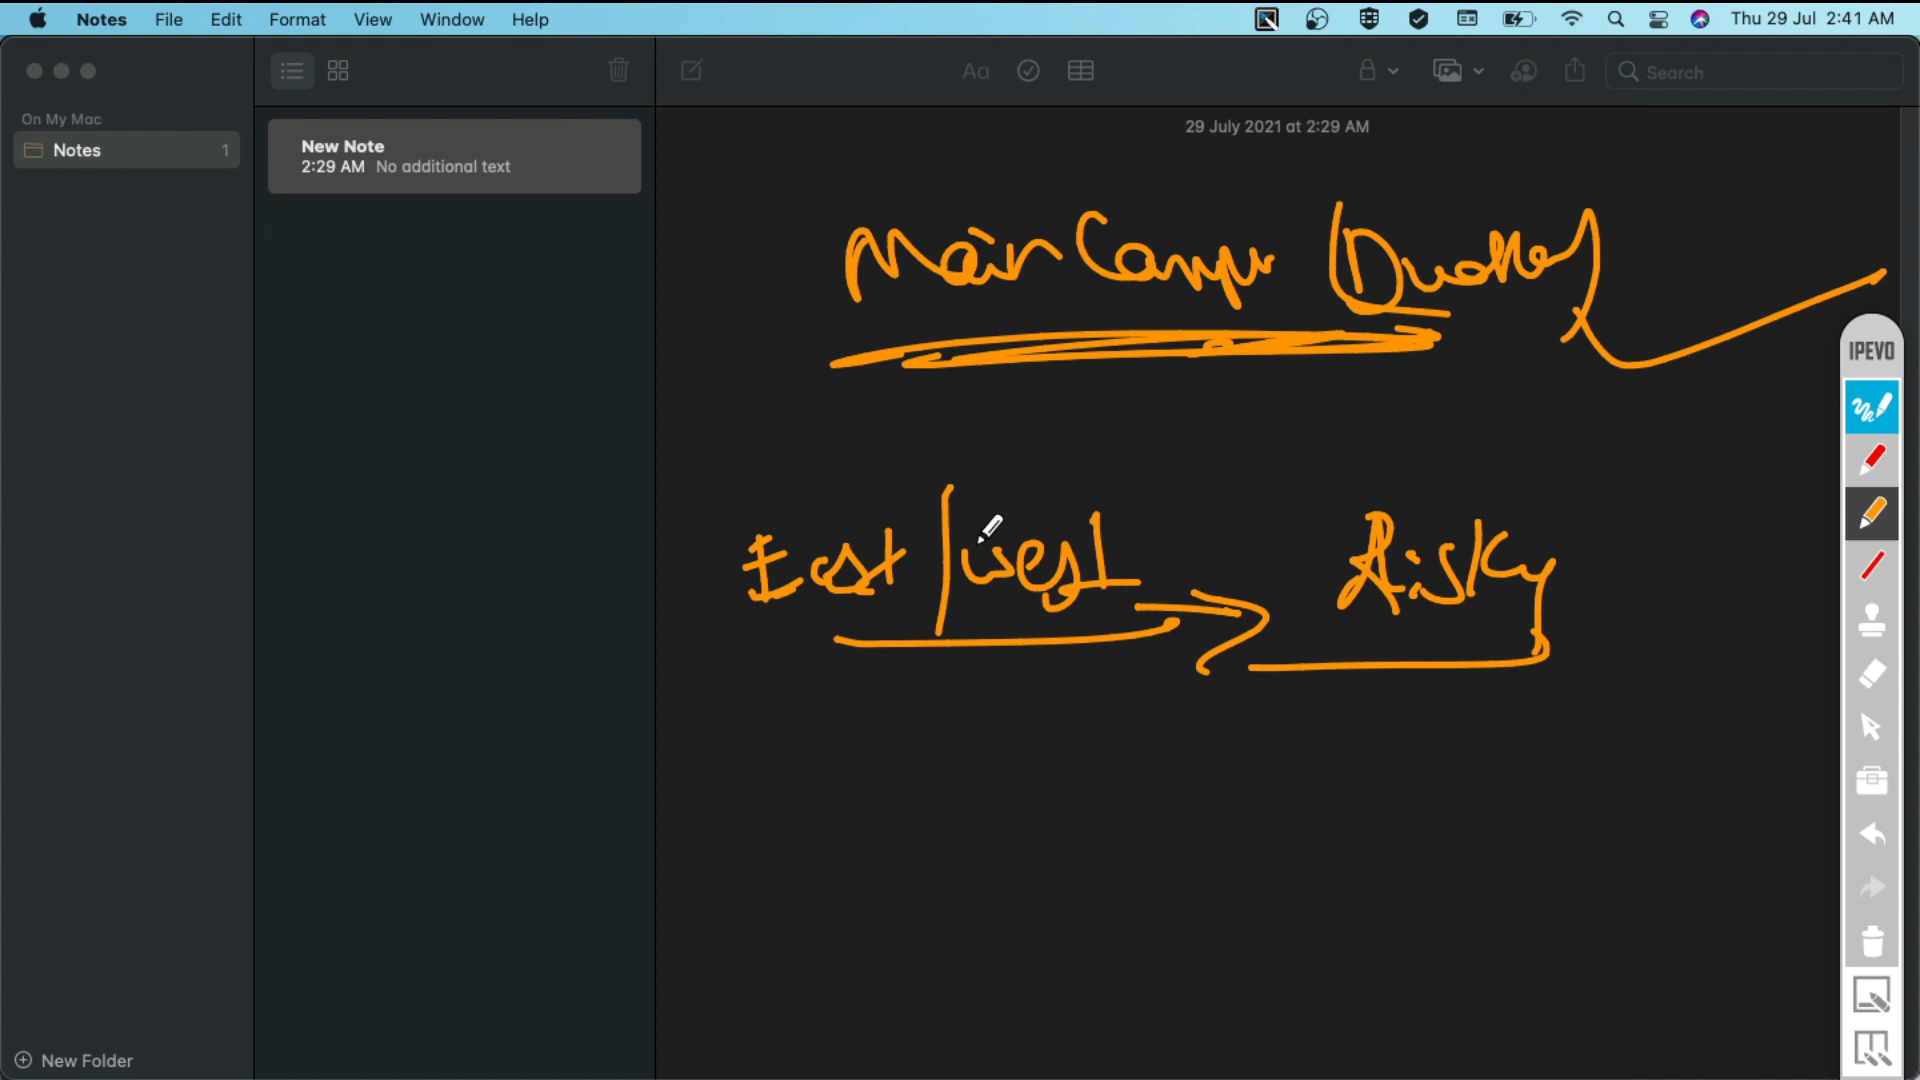 Notes File Edit Format View Window Help Thu 29 Jul 2:41 AM
Aa Search
On My Mac
Notes 1
New Note
2:29 AM No additional text
29 July 2021 at 2:29 AM
Main
IPEVO
East | West Risky
New Folder